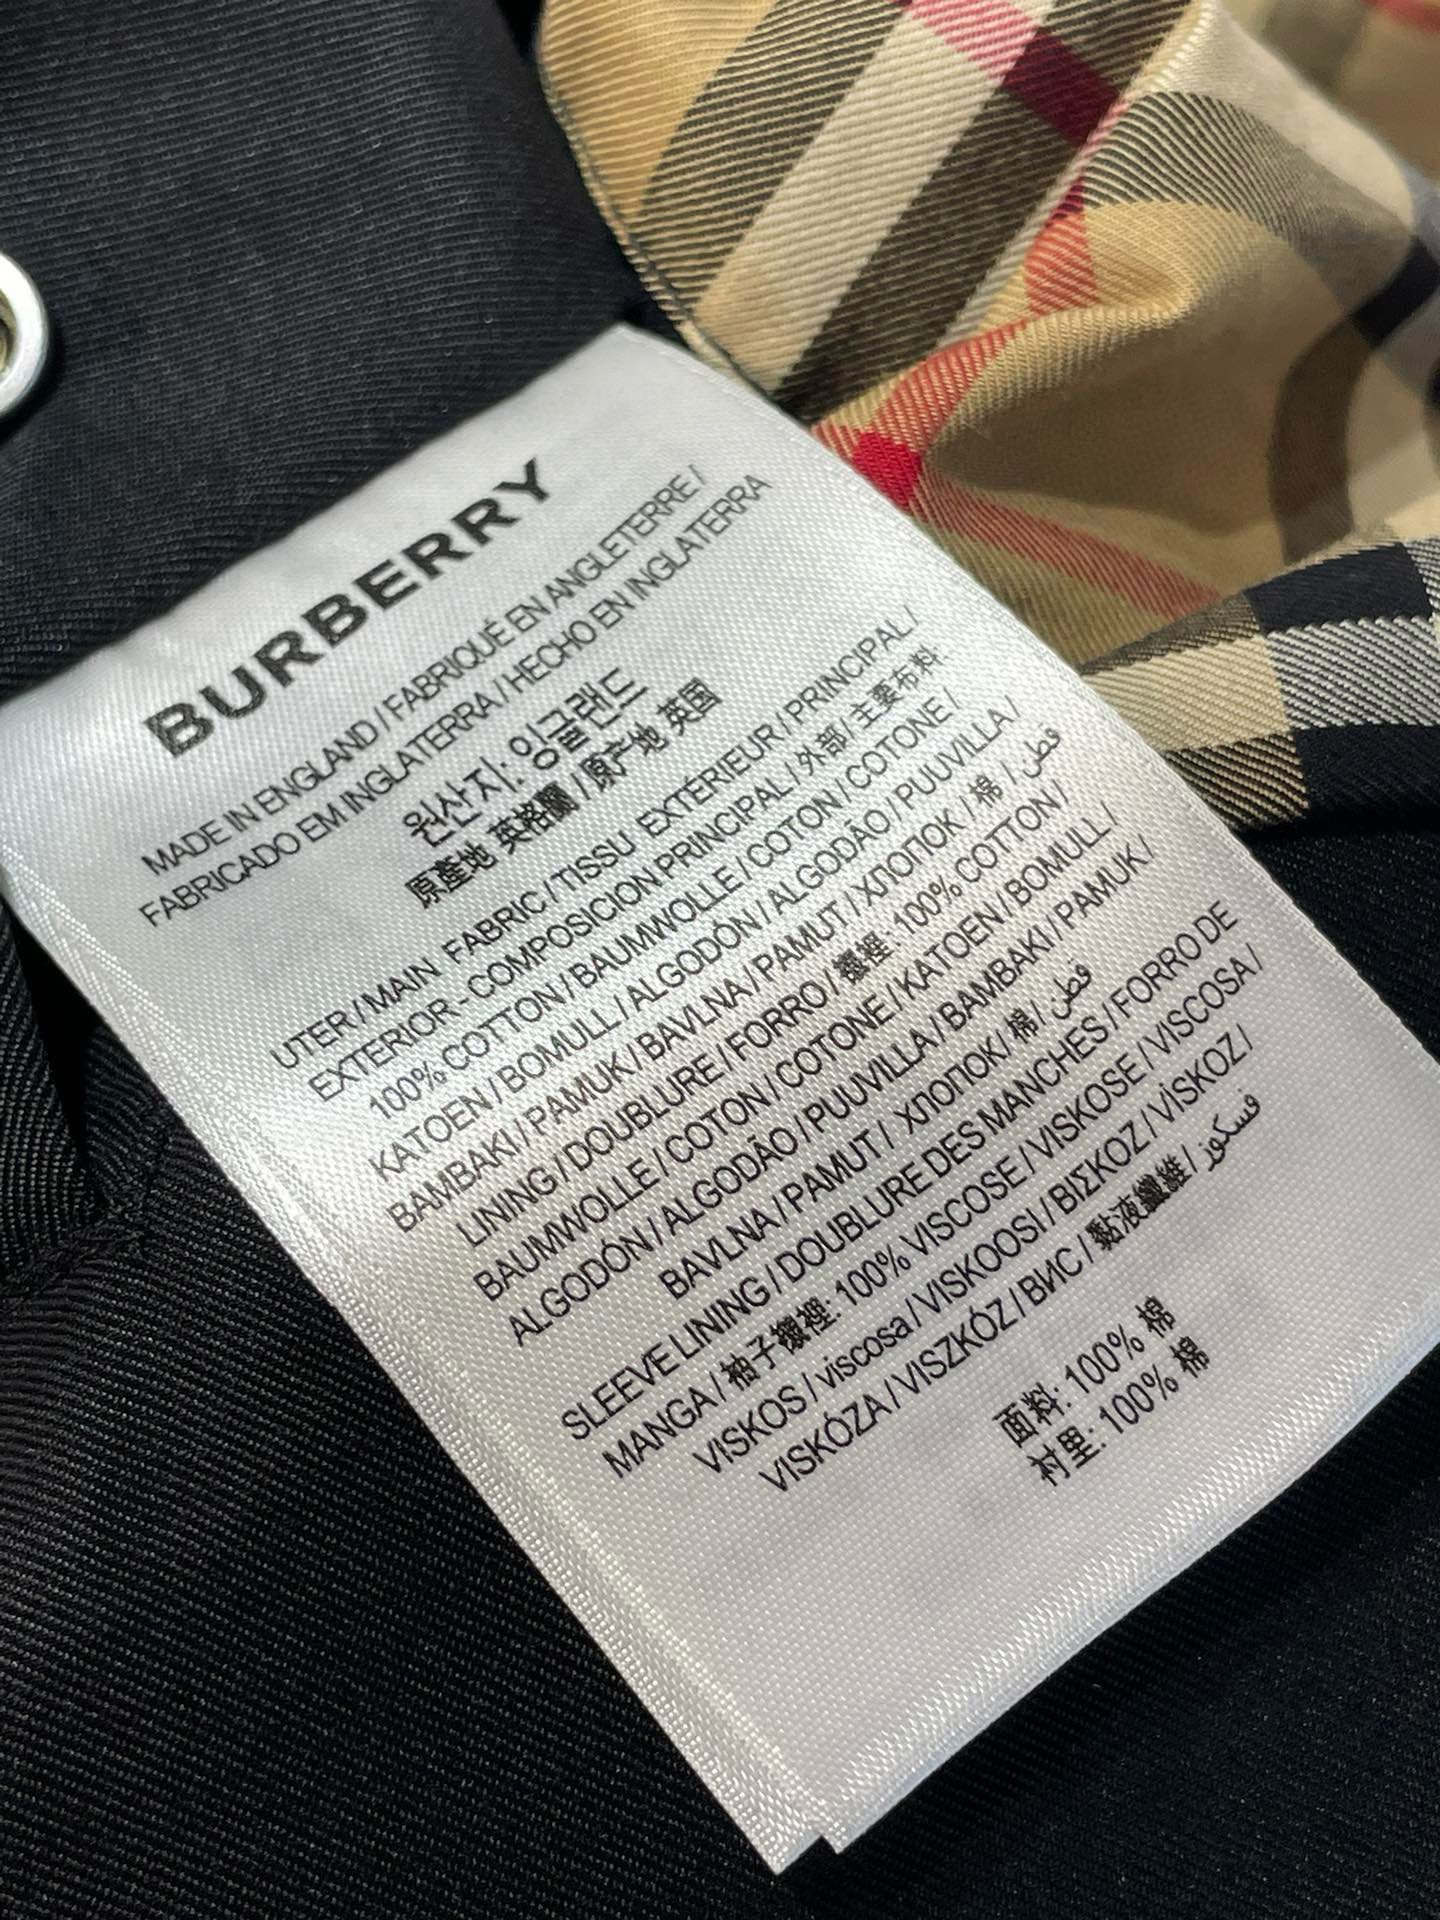 BURBERRY
MADE IN ENGLAND / FABRIQUÉ EN ANGLETERRE /
FABRICADO EM INGLATERRA / HECHO EN INGLATERRA
원산지: 잉글랜드
原產地 英格蘭 / 原产地 英国
UTER / MAIN FABRIC / TISSU EXTÉRIEUR / PRINCIPAL /
EXTERIOR - COMPOSICION PRINCIPAL / 外部 / 主要布料
100% COTTON / BAUMWOLLE / COTON / COTONE /
KATOEN / BOMULL / ALGODÓN / ALGODÃO / PUUVILLA /
BAMBAKI / PAMUK / BAVLNA / PAMUT / ХЛОПОК / 棉 / قطن
LINING / DOUBLURE / FORRO / 襯裡: 100% COTTON /
BAUMWOLLE / COTON / COTONE / KATOEN / BOMULL /
ALGODÓN / ALGODÃO / PUUVILLA / BAMBAKI / PAMUK /
BAVLNA / PAMUT / ХЛОПОК / 棉 / قطن
SLEEVE LINING / DOUBLURE DES MANCHES / FORRO DE
MANGA / 袖子襯裡: 100% VISCOSE / VISKOSE / VISCOSA /
VISKOS / viscosa / VISKOOSI / ΒΙΣΚΟΖ / VİSKOZ /
VISKÓZA / VISZKÓZ / ВИС / 黏液纖維 / فسكوز
面料: 100% 棉
衬里: 100% 棉